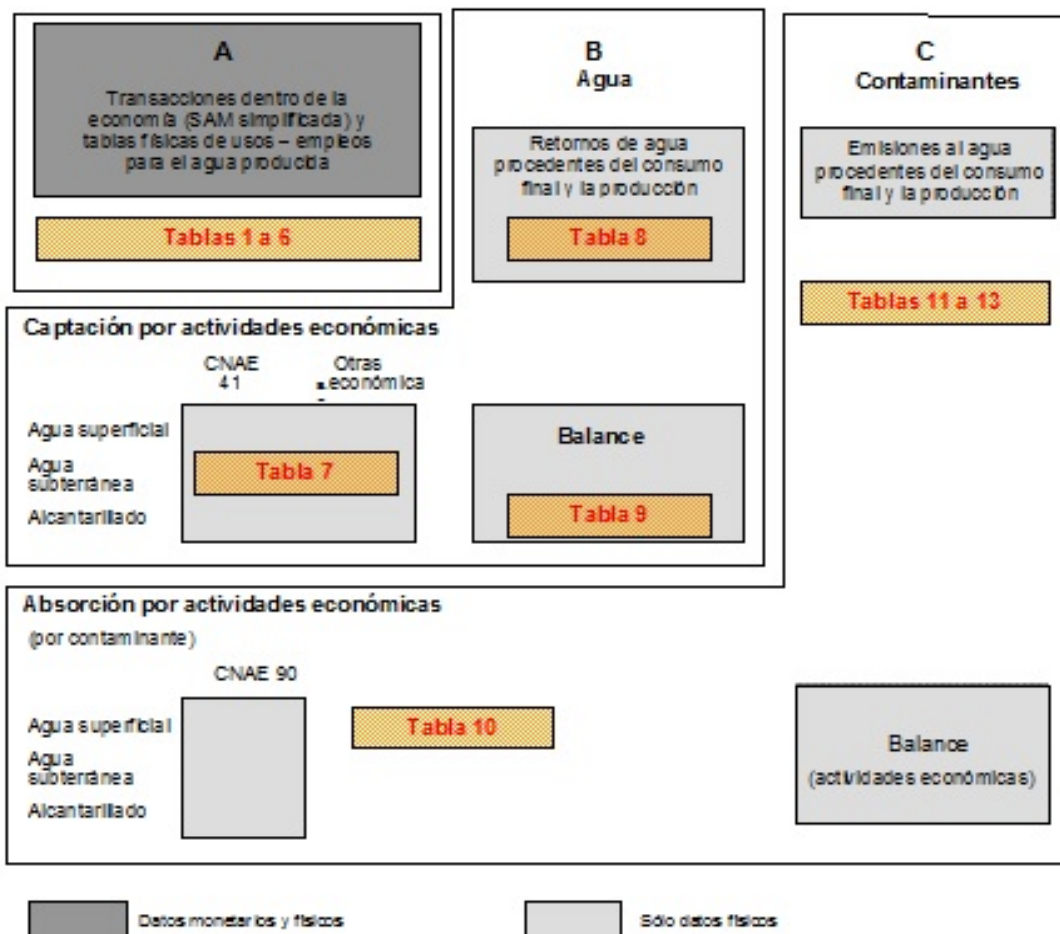 A
Transacciones dentro de la
economía (SAM simplificada) y
tablas físicas de usos – empleos
para el agua producida
Tablas 1 a 6
B
Agua
Retornos de agua
procedentes del consumo
final y la producción
Tabla 8
C
Contaminantes
Emisiones al agua
procedentes del consumo
final y la producción
Tablas 11 a 13
Captación por actividades económicas
CNAE
41
Otras
económica
Agua superficial
Agua
subterránea
Alcantarillado
Tabla 7
Balance
Tabla 9
Absorción por actividades económicas
(por contaminante)
CNAE 90
Agua superficial
Agua
subterránea
Alcantarillado
Tabla 10
Balance
(actividades económicas)
Datos monetarios y físicos
Sólo datos físicos